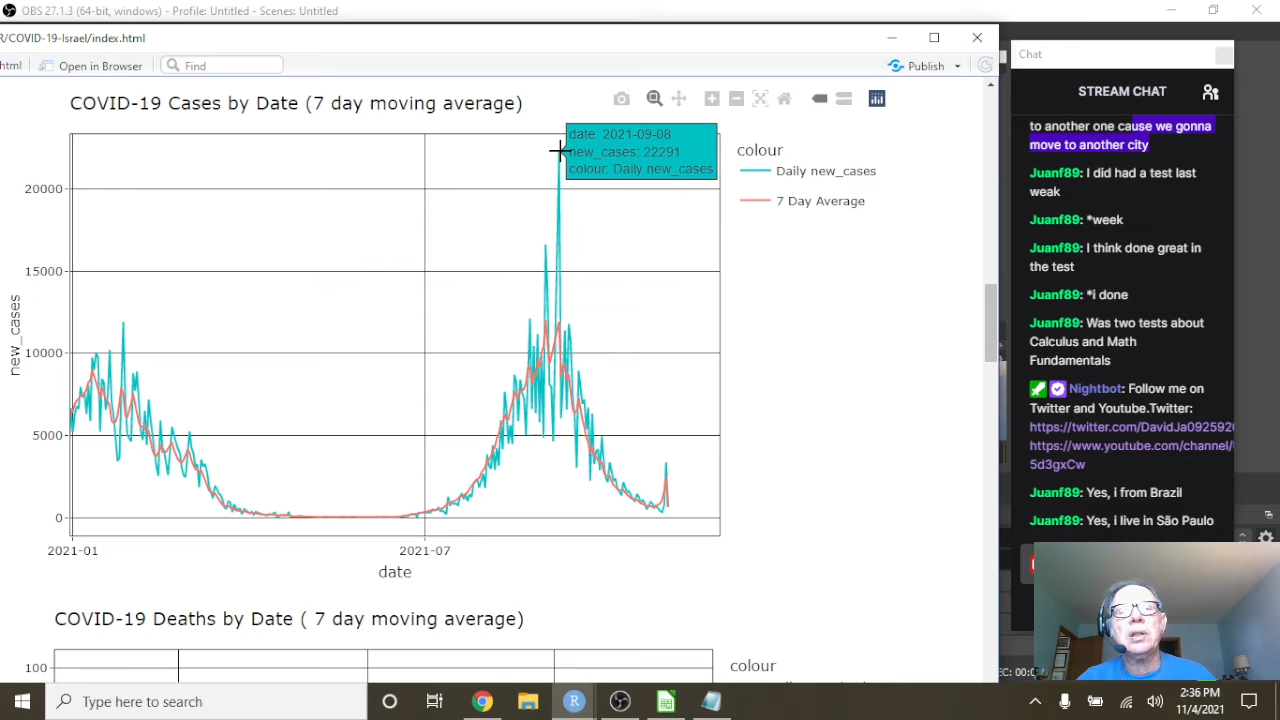 OBS 27.1.3 (64-bit, windows) - Profile: Untitled - Scenes: Untitled
R/COVID-19-Israel/index.html
html
Open in Browser
Find
Publish
COVID-19 Cases by Date (7 day moving average)
date: 2021-09-08
new_cases: 22291
colour: Daily new_cases
colour
Daily new_cases
7 Day Average
20000
15000
10000
5000
0
new_cases
2021-01
2021-07
date
COVID-19 Deaths by Date ( 7 day moving average)
100
colour
Chat
STREAM CHAT
to another one cause we gonna
move to another city
Juanf89: I did had a test last
weak
Juanf89: *week
Juanf89: I think done great in
the test
Juanf89: *i done
Juanf89: Was two tests about
Calculus and Math
Fundamentals
Nightbot: Follow me on
Twitter and Youtube.Twitter:
https://twitter.com/DavidJa0925920
https://www.youtube.com/channel/
5d3gxCw
Juanf89: Yes, i from Brazil
Juanf89: Yes, i live in São Paulo
Type here to search
R
2:36 PM
11/4/2021